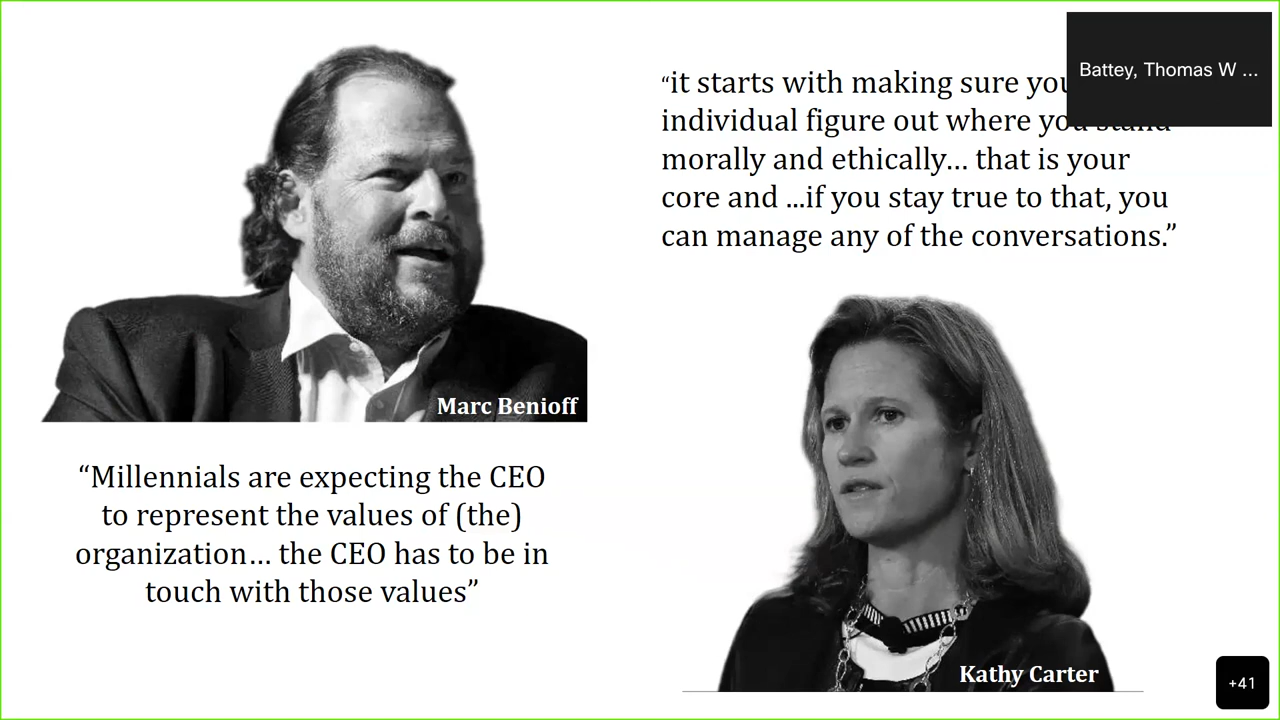 Battey, Thomas W ...
“it starts with making sure you
individual figure out where you stand
morally and ethically... that is your
core and ...if you stay true to that, you
can manage any of the conversations.”
Marc Benioff
“Millennials are expecting the CEO
to represent the values of (the)
organization... the CEO has to be in
touch with those values”
Kathy Carter
+41